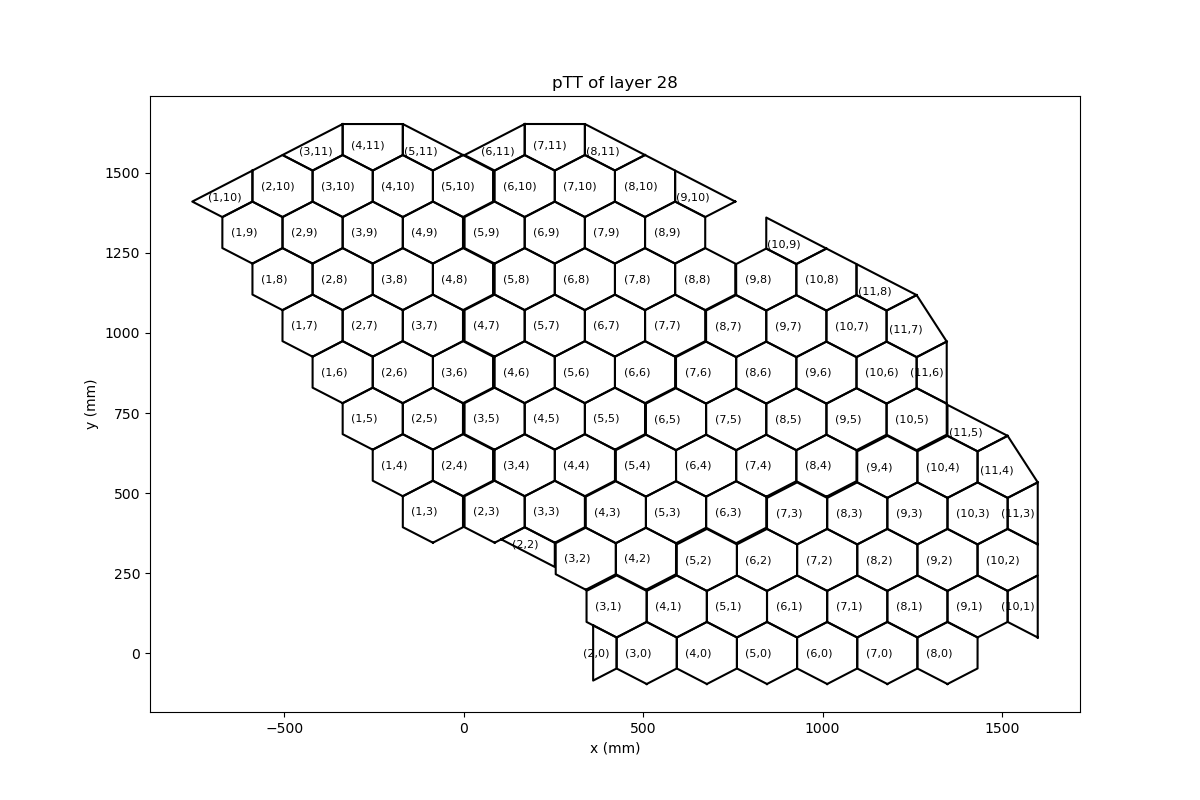 pTT of layer 28
y (mm)
1500
1250
1000
750
500
250
0
(3,11) (4,11) (5,11) (6,11) (7,11) (8,11)
(1,10) (2,10) (3,10) (4,10) (5,10) (6,10) (7,10) (8,10) (9,10)
(1,9) (2,9) (3,9) (4,9) (5,9) (6,9) (7,9) (8,9) (10,9)
(1,8) (2,8) (3,8) (4,8) (5,8) (6,8) (7,8) (8,8) (9,8) (10,8) (11,8)
(1,7) (2,7) (3,7) (4,7) (5,7) (6,7) (7,7) (8,7) (9,7) (10,7) (11,7)
(1,6) (2,6) (3,6) (4,6) (5,6) (6,6) (7,6) (8,6) (9,6) (10,6) (11,6)
(1,5) (2,5) (3,5) (4,5) (5,5) (6,5) (7,5) (8,5) (9,5) (10,5) (11,5)
(1,4) (2,4) (3,4) (4,4) (5,4) (6,4) (7,4) (8,4) (9,4) (10,4) (11,4)
(1,3) (2,3) (3,3) (4,3) (5,3) (6,3) (7,3) (8,3) (9,3) (10,3) (11,3)
(2,2) (3,2) (4,2) (5,2) (6,2) (7,2) (8,2) (9,2) (10,2)
(3,1) (4,1) (5,1) (6,1) (7,1) (8,1) (9,1) (10,1)
(2,0) (3,0) (4,0) (5,0) (6,0) (7,0) (8,0)
−500 0 500 1000 1500
x (mm)